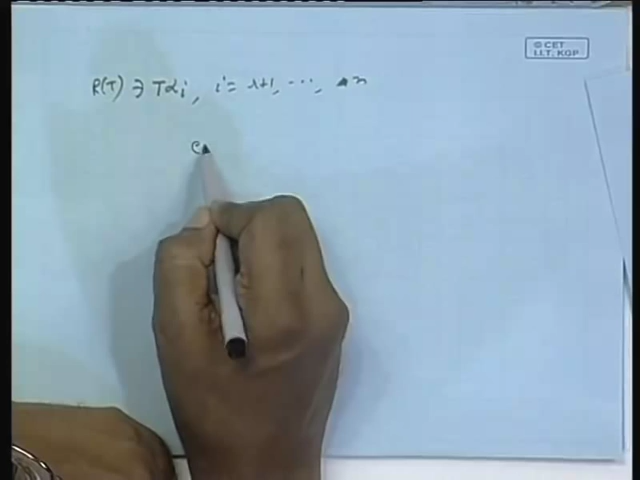 © CET
I.I.T. KGP
R(T) ∋ Tαi, i = r+1, ..., n
C